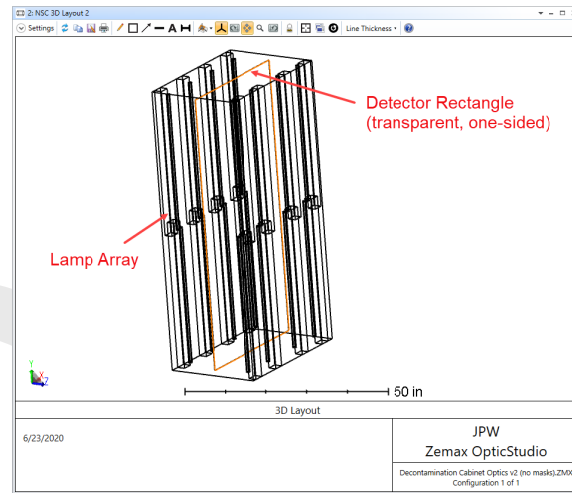 2: NSC 3D Layout 2
Settings
Line Thickness
Detector Rectangle
(transparent, one-sided)
Lamp Array
Y
X
Z
50 in
3D Layout
6/23/2020
JPW
Zemax OpticStudio
Decontamination Cabinet Optics v2 (no masks).ZMX
Configuration 1 of 1